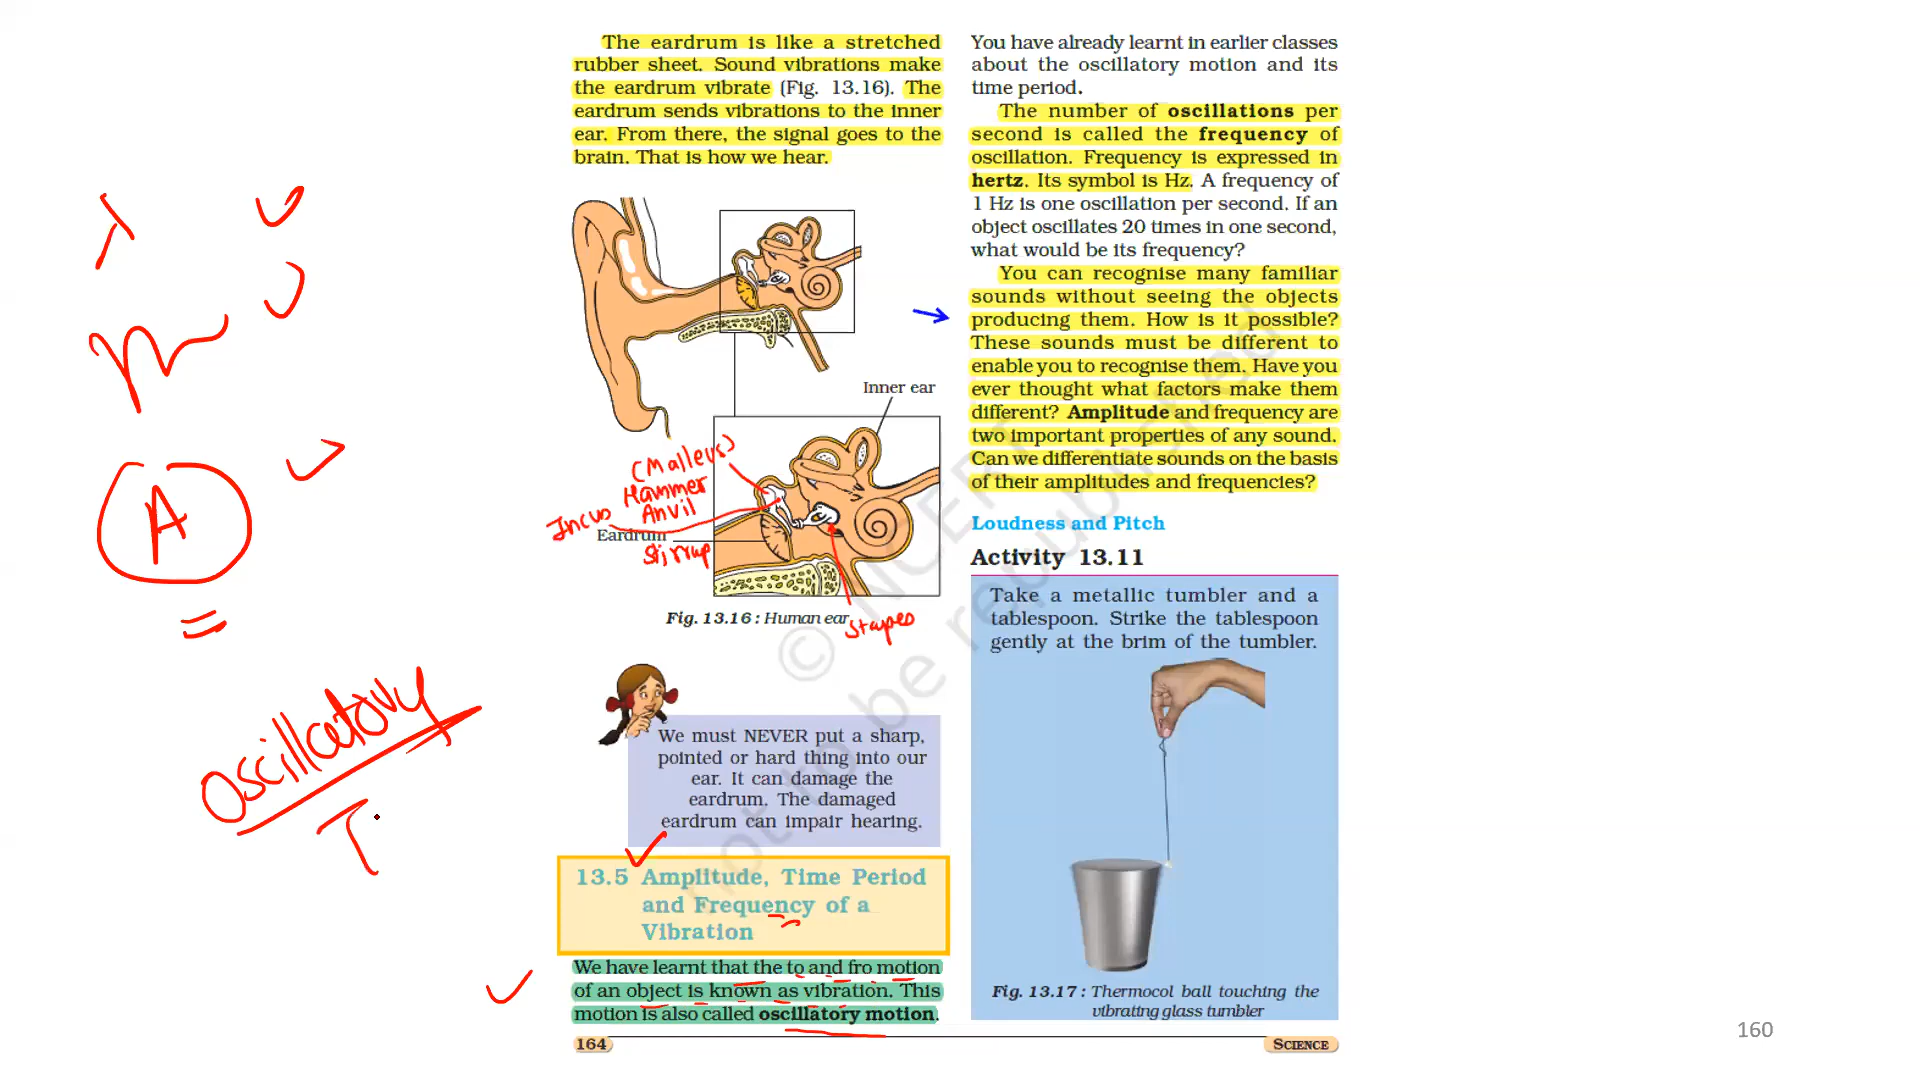 The eardrum is like a stretched
rubber sheet. Sound vibrations make
the eardrum vibrate (Fig. 13.16). The
eardrum sends vibrations to the inner
ear. From there, the signal goes to the
brain. That is how we hear.
Inner ear
(Malleus)
Hammer
Anvil
Incus
Eardrum
Stirrup
Fig. 13.16 : Human ear
Stapes
We must NEVER put a sharp,
pointed or hard thing into our
ear. It can damage the
eardrum. The damaged
eardrum can impair hearing.
13.5 Amplitude, Time Period
and Frequency of a
Vibration
We have learnt that the to and fro motion
of an object is known as vibration. This
motion is also called oscillatory motion.
164
You have already learnt in earlier classes
about the oscillatory motion and its
time period.
The number of oscillations per
second is called the frequency of
oscillation. Frequency is expressed in
hertz. Its symbol is Hz. A frequency of
1 Hz is one oscillation per second. If an
object oscillates 20 times in one second,
what would be its frequency?
You can recognise many familiar
sounds without seeing the objects
producing them. How is it possible?
These sounds must be different to
enable you to recognise them. Have you
ever thought what factors make them
different? Amplitude and frequency are
two important properties of any sound.
Can we differentiate sounds on the basis
of their amplitudes and frequencies?
Loudness and Pitch
Activity 13.11
Take a metallic tumbler and a
tablespoon. Strike the tablespoon
gently at the brim of the tumbler.
Fig. 13.17 : Thermocol ball touching the
vibrating glass tumbler
SCIENCE
© NCERT
not to be republished
A
=
Oscillatory
T
160